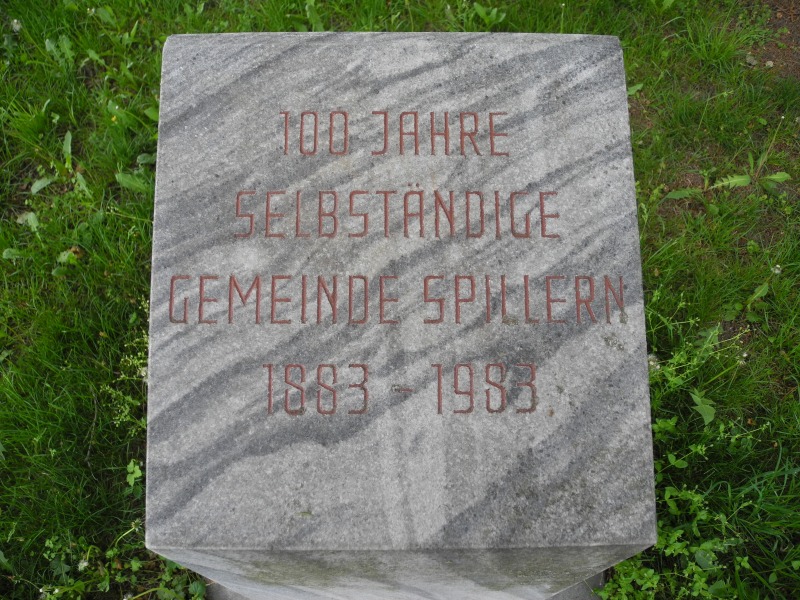 100 JAHRE
SELBSTÄNDIGE
GEMEINDE SPILLERN
1883 - 1983